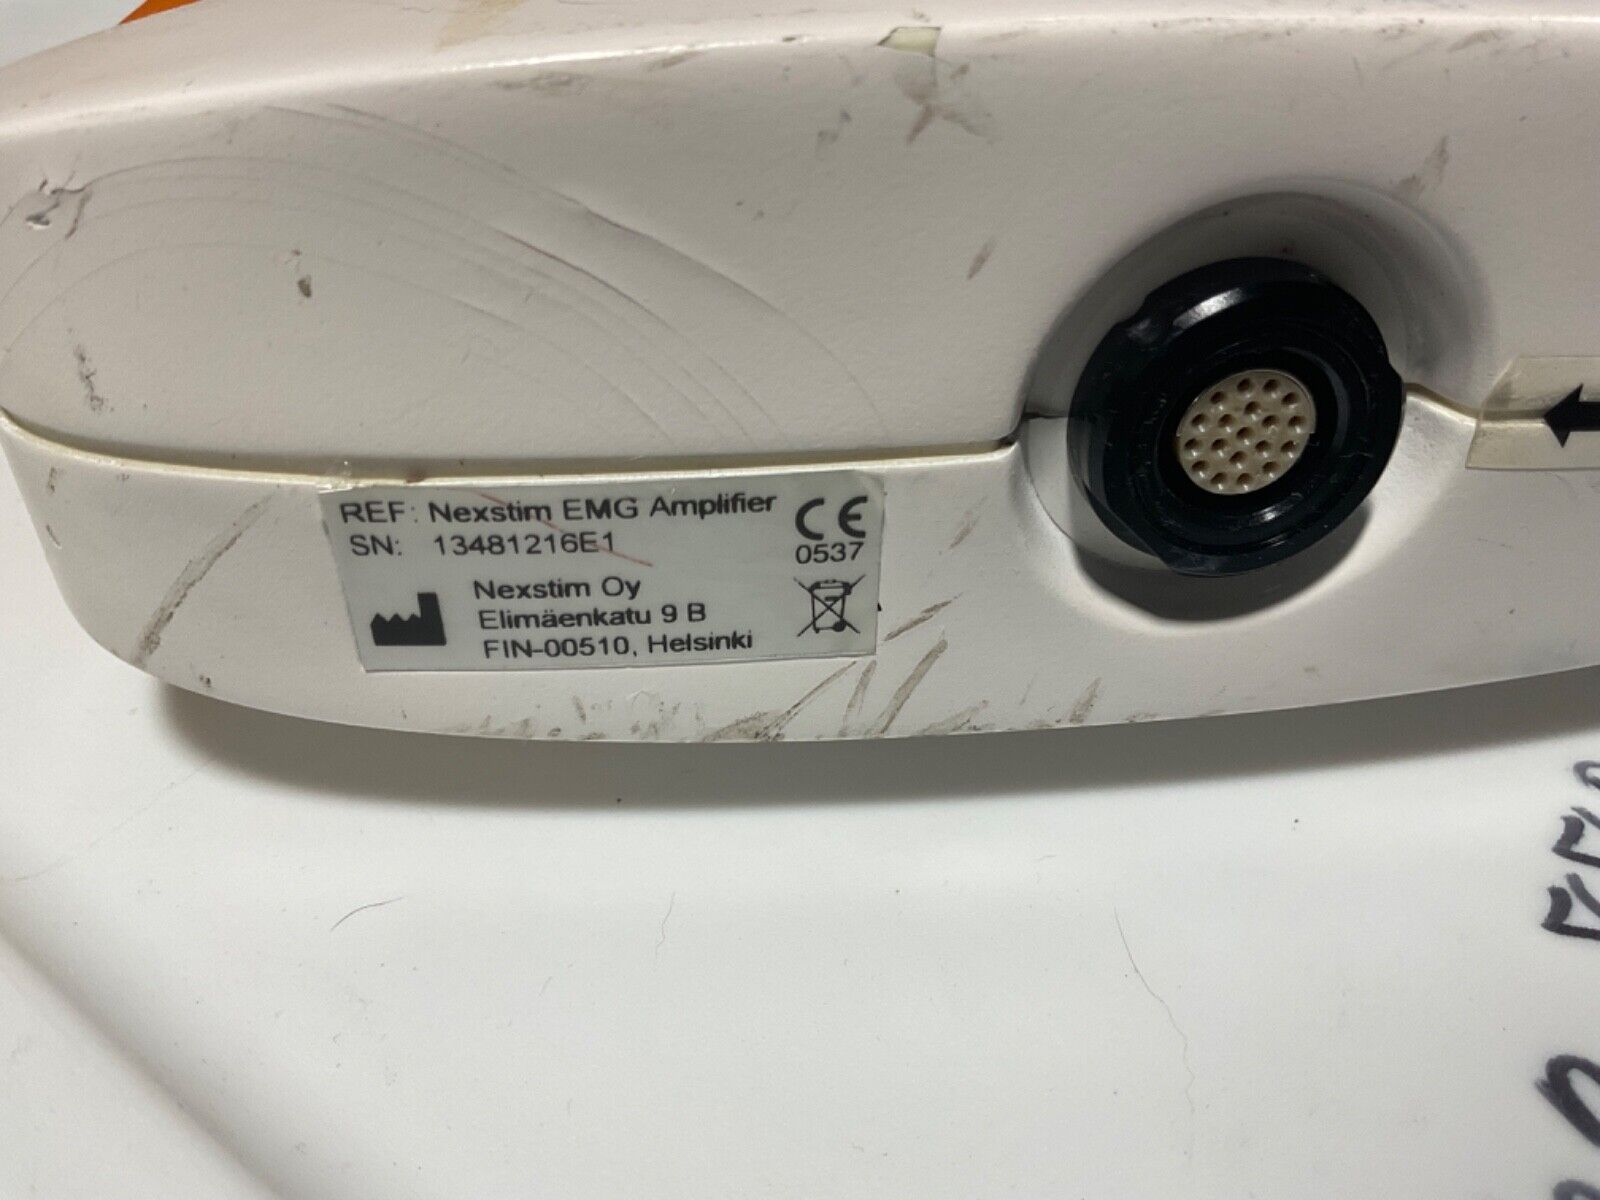 REF: Nexstim EMG Amplifier
SN: 13481216E1
CE
0537
Nexstim Oy
Elimäenkatu 9 B
FIN-00510, Helsinki